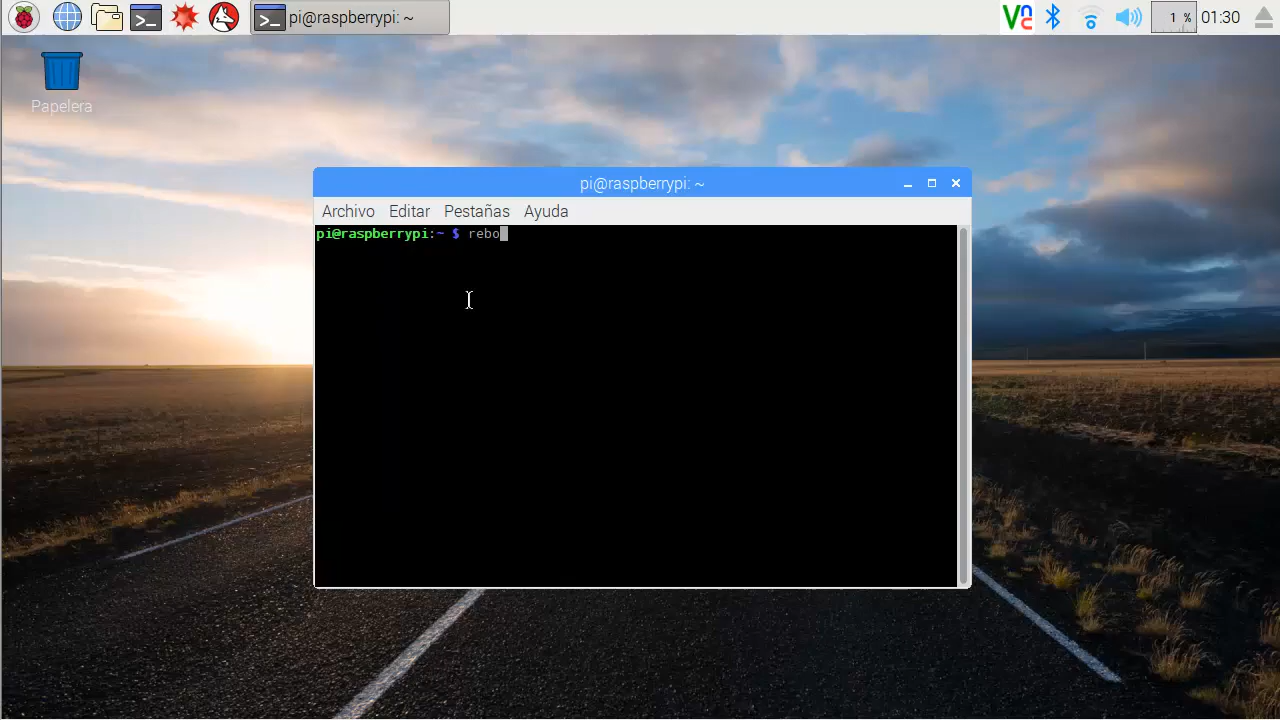 pi@raspberrypi: ~
1 %
01:30
Papelera
pi@raspberrypi: ~
Archivo Editar Pestañas Ayuda
pi@raspberrypi:~ $ rebo